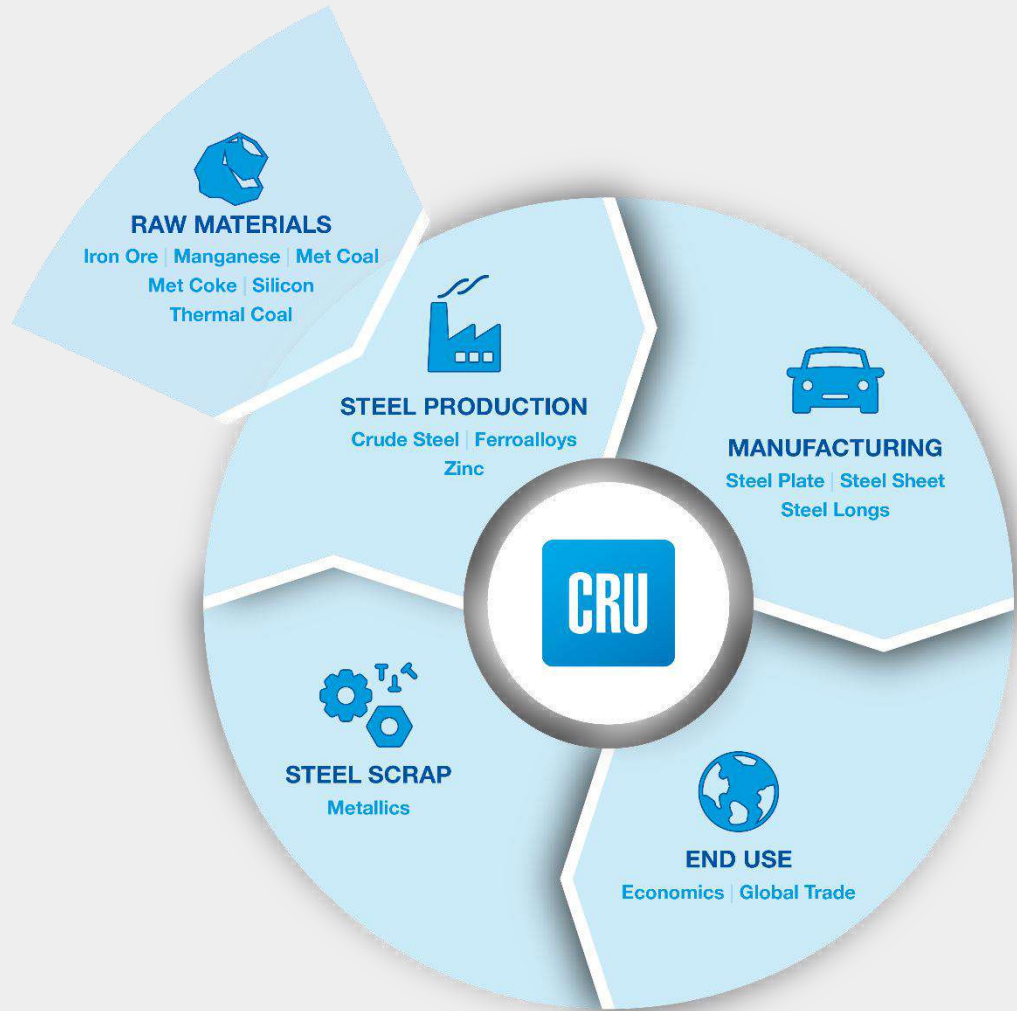 RAW MATERIALS
Iron Ore | Manganese | Met Coal
Met Coke | Silicon
Thermal Coal
STEEL PRODUCTION
Crude Steel | Ferroalloys
Zinc
MANUFACTURING
Steel Plate | Steel Sheet
Steel Longs
CRU
STEEL SCRAP
Metallics
END USE
Economics | Global Trade